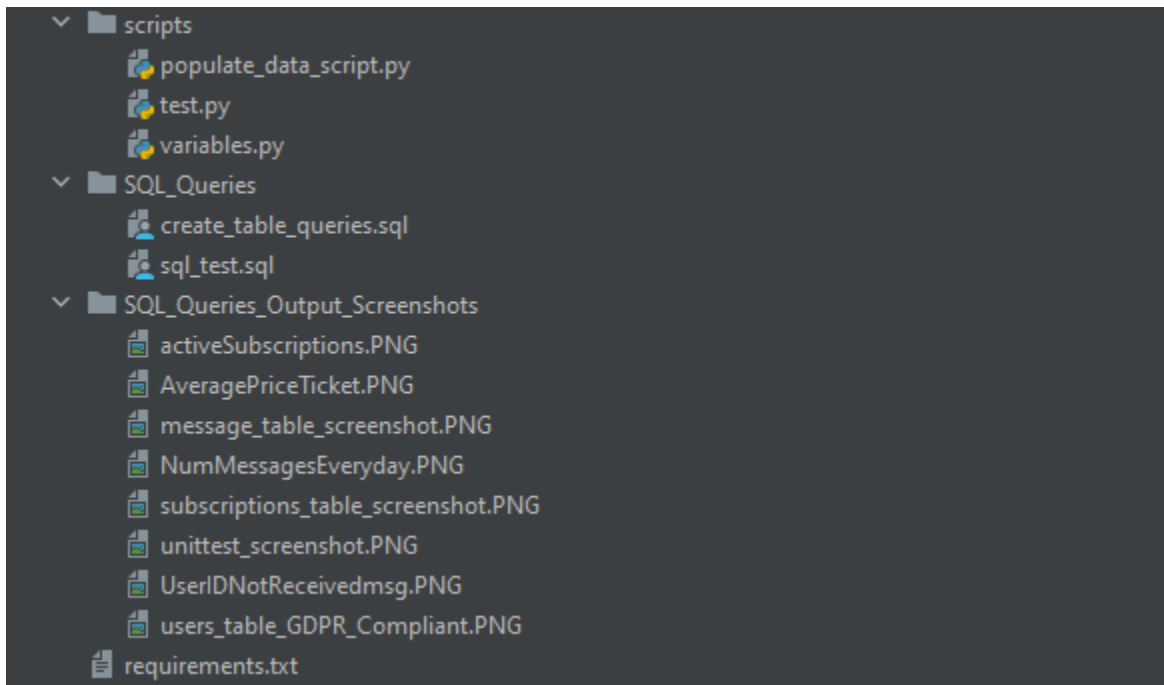 scripts
populate_data_script.py
test.py
variables.py
SQL_Queries
create_table_queries.sql
sql_test.sql
SQL_Queries_Output_Screenshots
activeSubscriptions.PNG
AveragePriceTicket.PNG
message_table_screenshot.PNG
NumMessagesEveryday.PNG
subscriptions_table_screenshot.PNG
unittest_screenshot.PNG
UserIDNotReceivedmsg.PNG
users_table_GDPR_Compliant.PNG
requirements.txt